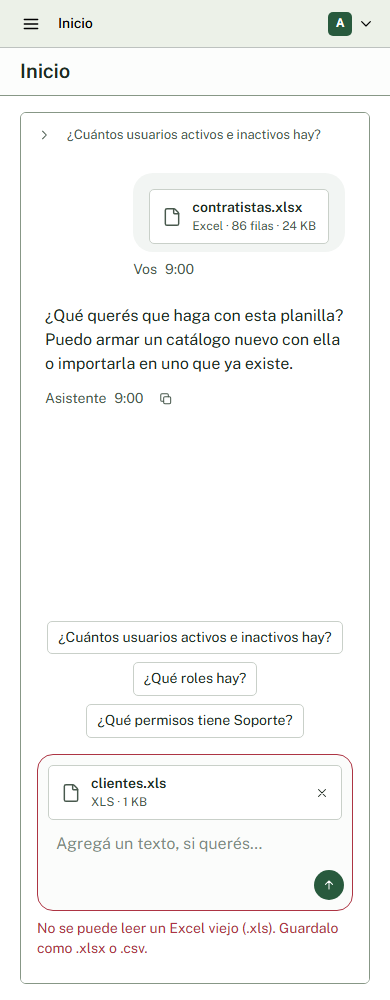 Inicio
A
Inicio
¿Cuántos usuarios activos e inactivos hay?
contratistas.xlsx
Excel · 86 filas · 24 KB
Vos 9:00
¿Qué querés que haga con esta planilla?
Puedo armar un catálogo nuevo con ella
o importarla en uno que ya existe.
Asistente 9:00
¿Cuántos usuarios activos e inactivos hay?
¿Qué roles hay?
¿Qué permisos tiene Soporte?
clientes.xls
XLS · 1 KB
Agregá un texto, si querés...
No se puede leer un Excel viejo (.xls). Guardalo
como .xlsx o .csv.